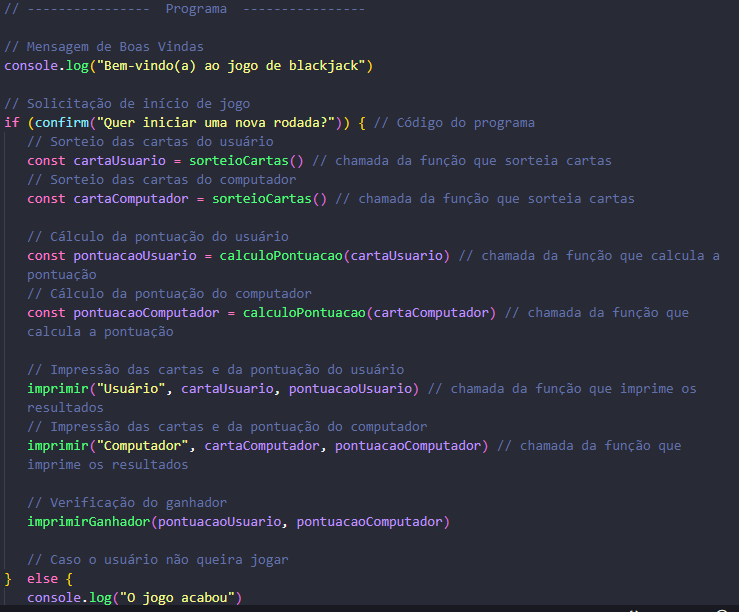 // ----------------  Programa  ----------------
// Mensagem de Boas Vindas
console.log("Bem-vindo(a) ao jogo de blackjack")
// Solicitação de início de jogo
if (confirm("Quer iniciar uma nova rodada?")) { // Código do programa
// Sorteio das cartas do usuário
const cartaUsuario = sorteioCartas() // chamada da função que sorteia cartas
// Sorteio das cartas do computador
const cartaComputador = sorteioCartas() // chamada da função que sorteia cartas
// Cálculo da pontuação do usuário
const pontuacaoUsuario = calculoPontuacao(cartaUsuario) // chamada da função que calcula a
pontuação
// Cálculo da pontuação do computador
const pontuacaoComputador = calculoPontuacao(cartaComputador) // chamada da função que
calcula a pontuação
// Impressão das cartas e da pontuação do usuário
imprimir("Usuário", cartaUsuario, pontuacaoUsuario) // chamada da função que imprime os
resultados
// Impressão das cartas e da pontuação do computador
imprimir("Computador", cartaComputador, pontuacaoComputador) // chamada da função que
imprime os resultados
// Verificação do ganhador
imprimirGanhador(pontuacaoUsuario, pontuacaoComputador)
// Caso o usuário não queira jogar
}  else {
console.log("O jogo acabou")